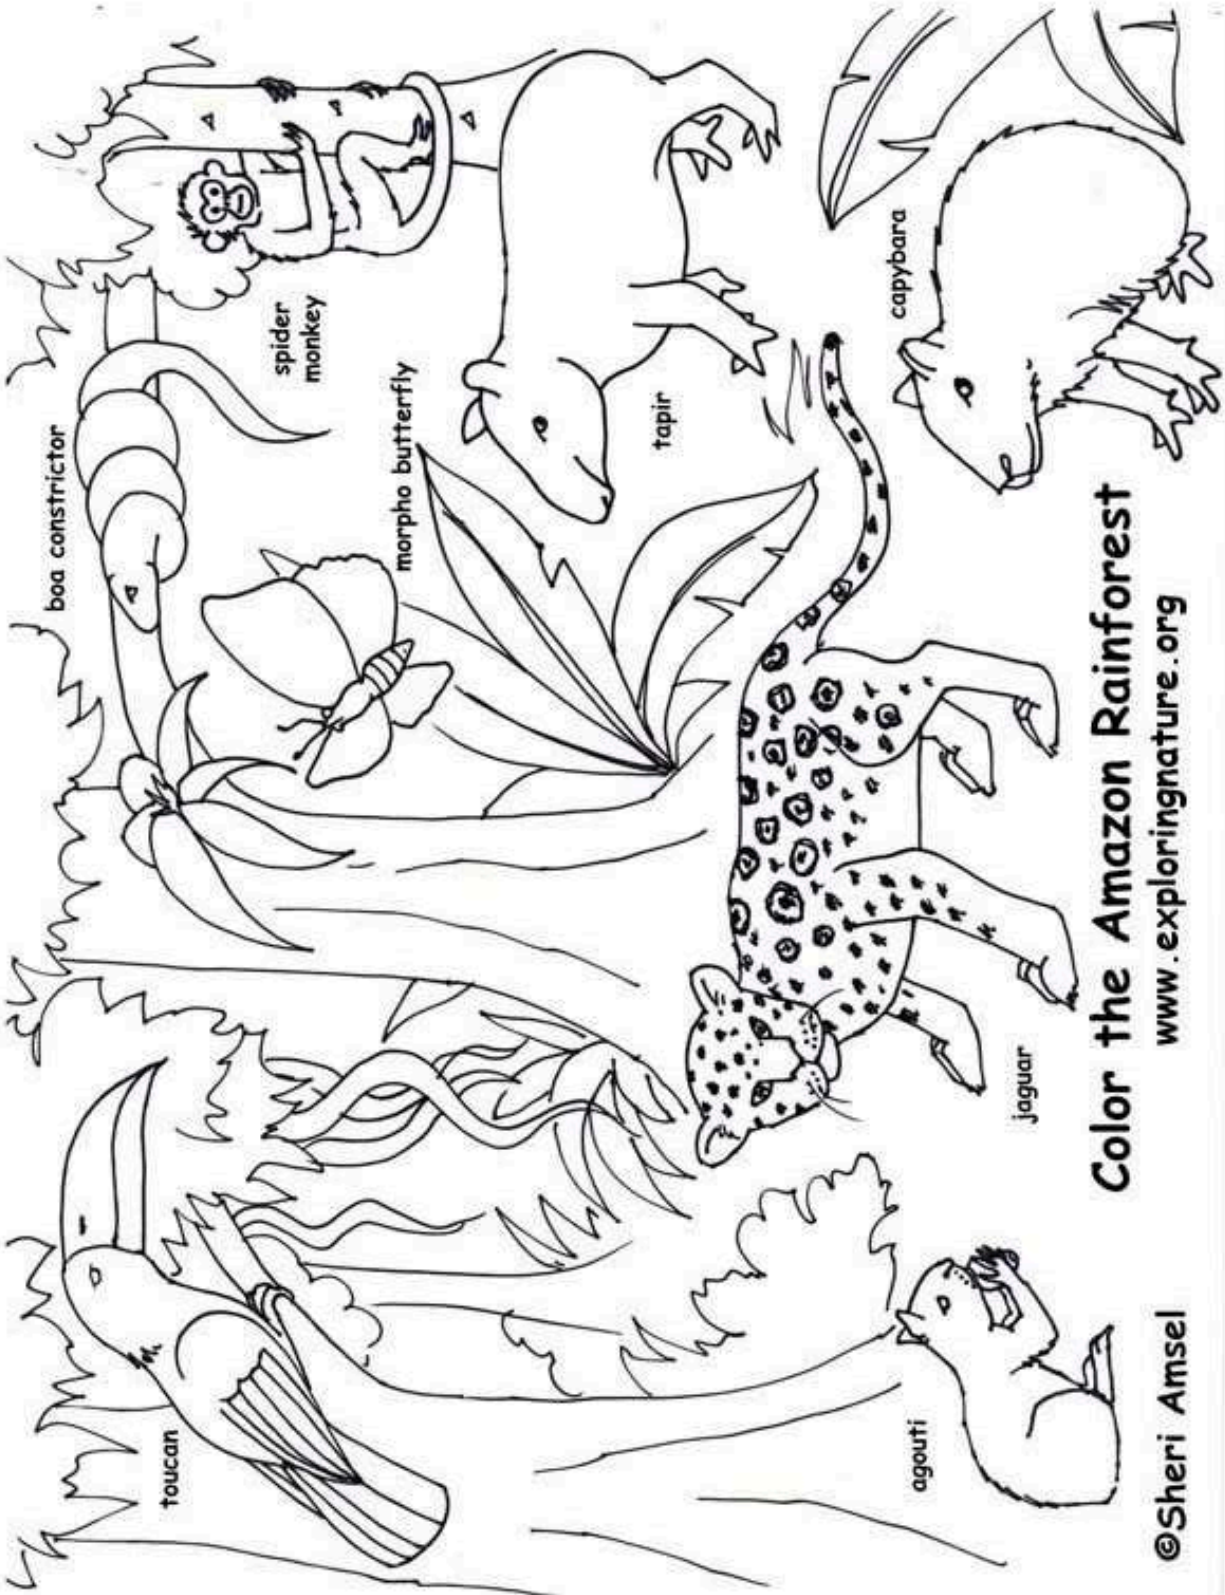 toucan
boa constrictor
spider
monkey
morpho butterfly
tapir
capybara
agouti
jaguar
Color the Amazon Rainforest
www.exploringnature.org
©Sheri Amsel